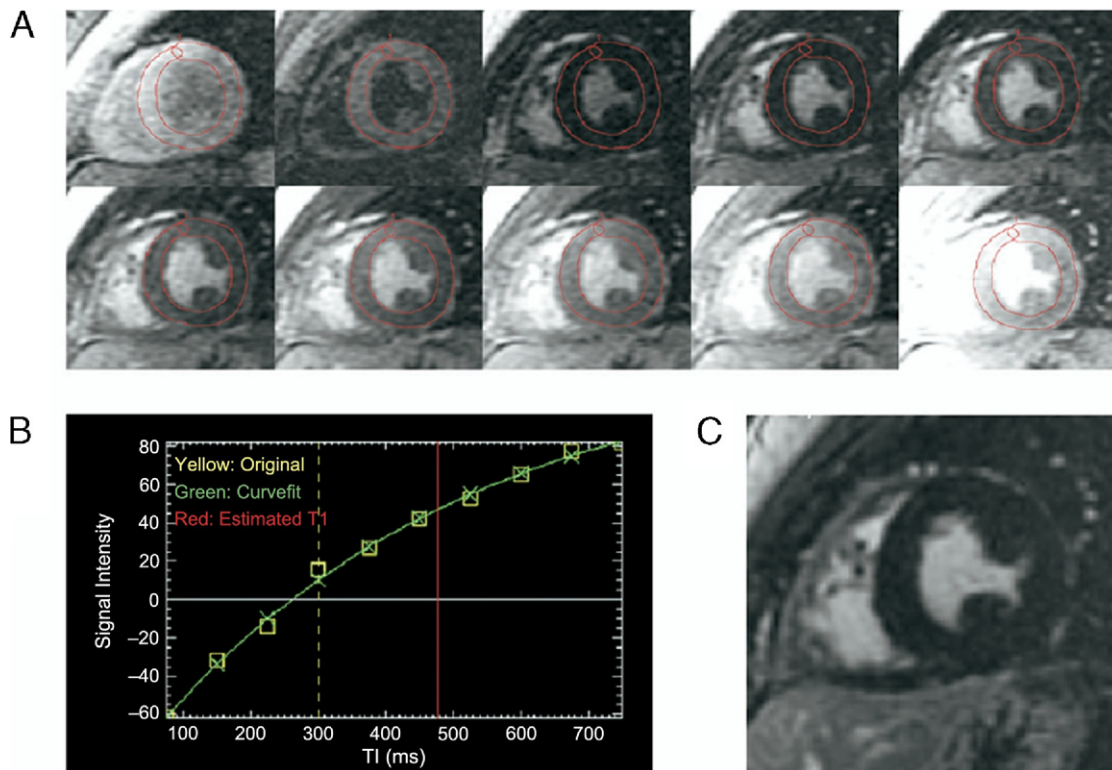 A
B
80
60
40
20
0
–20
–40
–60
Signal Intensity
Yellow: Original
Green: Curvefit
Red: Estimated T1
100 200 300 400 500 600 700
TI (ms)
C